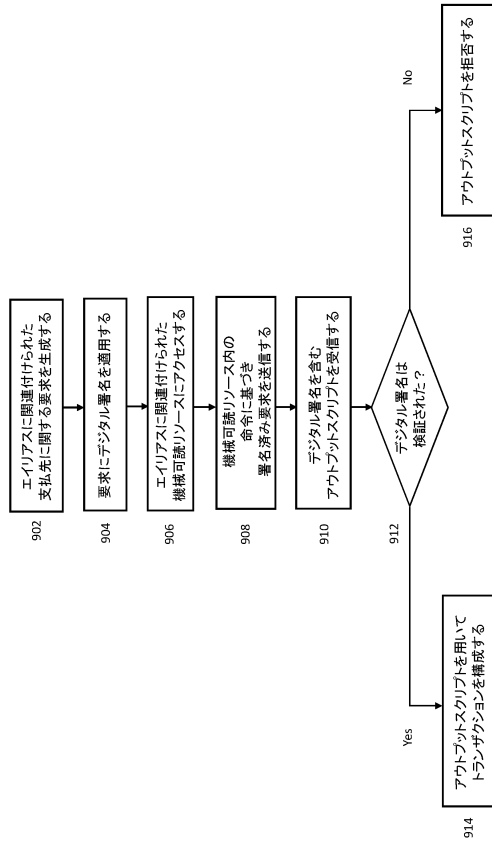 エイリアスに関連付けられた
支払先に関する要求を生成する
902
要求にデジタル署名を適用する
904
エイリアスに関連付けられた
機械可読リソースにアクセスする
906
機械可読リソース内の
命令に基づき
署名済み要求を送信する
908
デジタル署名を含む
アウトプットスクリプトを受信する
910
デジタル署名は
検証された？
912
Yes
No
アウトプットスクリプトを用いて
トランザクションを構成する
914
アウトプットスクリプトを拒否する
916